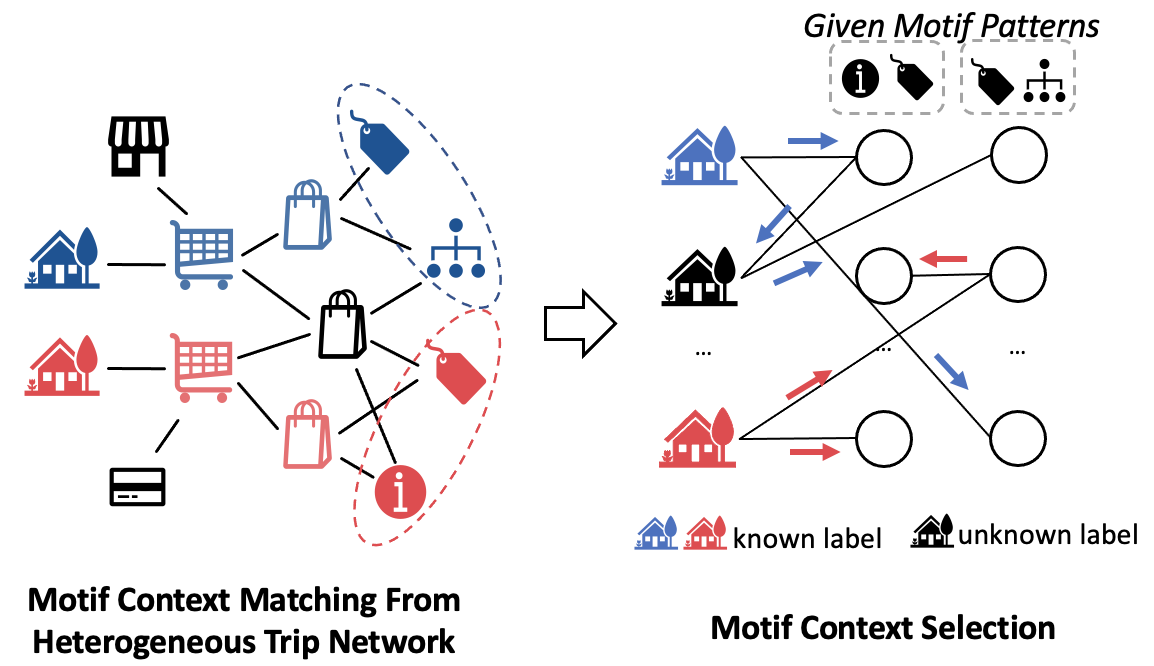 Given Motif Patterns
...
...
...
known label
unknown label
Motif Context Matching From
Heterogeneous Trip Network
Motif Context Selection